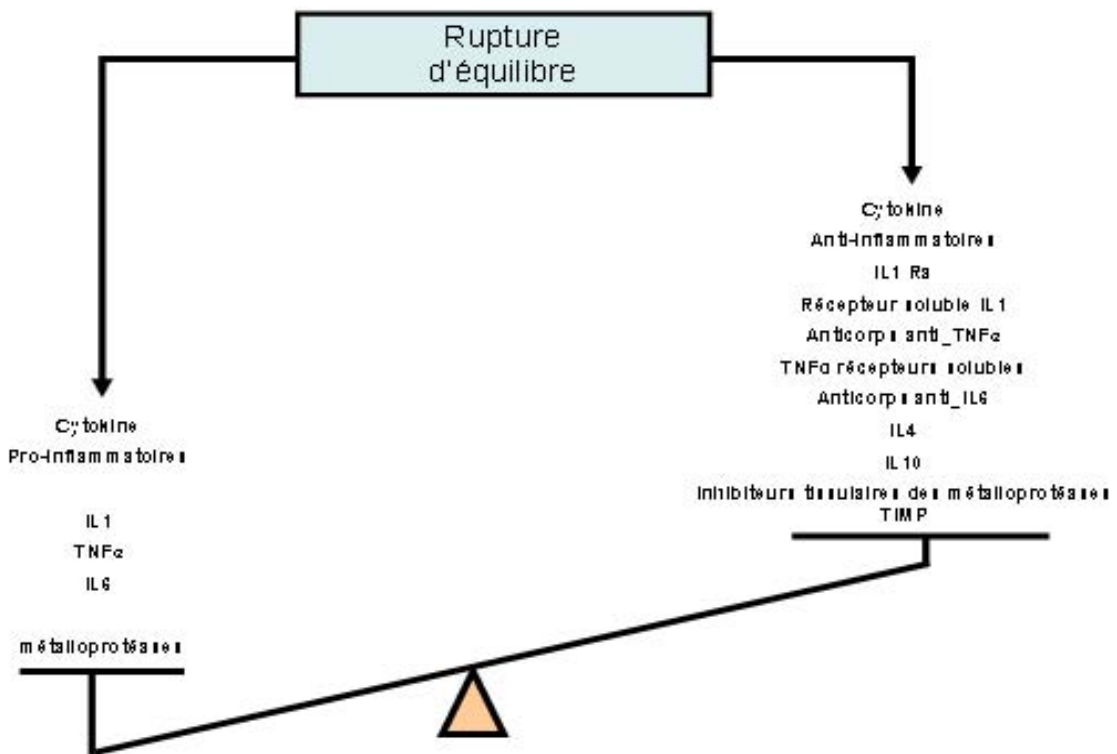 Rupture
d'équilibre
Cytokine
Pro-inflammatoires
IL1
TNFα
IL6
métalloprotéases
Cytokine
Anti-inflammatoires
IL1 Ra
Récepteur soluble IL1
Anticorps anti_TNFα
TNFα récepteurs solubles
Anticorps anti_IL6
IL4
IL10
Inhibiteurs tissulaires des métalloprotéases
TIMP